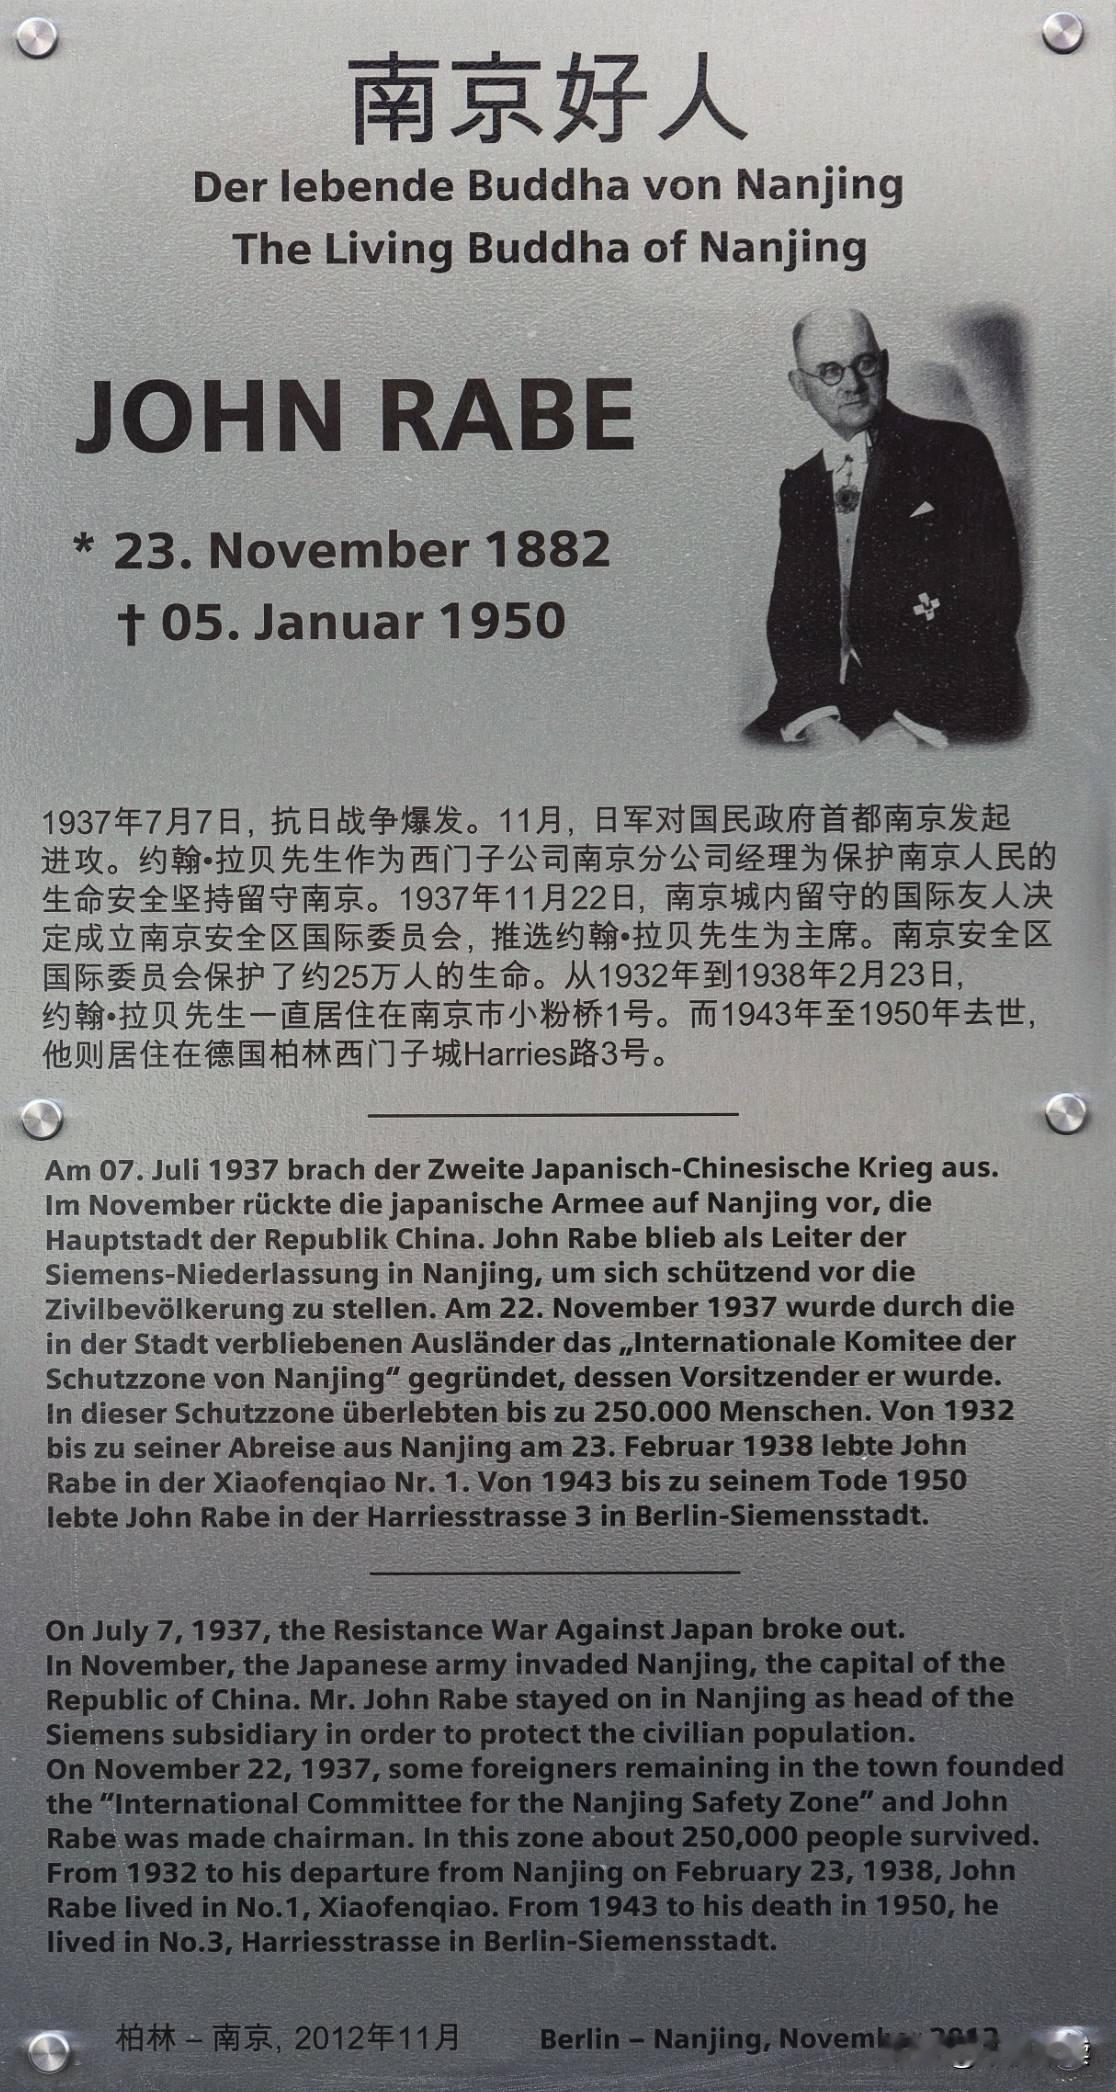 南京好人
Der lebende Buddha von Nanjing
The Living Buddha of Nanjing
JOHN RABE
* 23. November 1882
† 05. Januar 1950
1937年7月7日, 抗日战争爆发。11月, 日军对国民政府首都南京发起
进攻。约翰•拉贝先生作为西门子公司南京分公司经理为保护南京人民的
生命安全坚持留守南京。1937年11月22日, 南京城内留守的国际友人决
定成立南京安全区国际委员会, 推选约翰•拉贝先生为主席。南京安全区
国际委员会保护了约25万人的生命。从1932年到1938年2月23日,
约翰•拉贝先生一直居住在南京市小粉桥1号。而1943年至1950年去世,
他则居住在德国柏林西门子城Harries路3号。
Am 07. Juli 1937 brach der Zweite Japanisch-Chinesische Krieg aus.
Im November rückte die japanische Armee auf Nanjing vor, die
Hauptstadt der Republik China. John Rabe blieb als Leiter der
Siemens-Niederlassung in Nanjing, um sich schützend vor die
Zivilbevölkerung zu stellen. Am 22. November 1937 wurde durch die
in der Stadt verbliebenen Ausländer das „Internationale Komitee der
Schutzzone von Nanjing“ gegründet, dessen Vorsitzender er wurde.
In dieser Schutzzone überlebten bis zu 250.000 Menschen. Von 1932
bis zu seiner Abreise aus Nanjing am 23. Februar 1938 lebte John
Rabe in der Xiaofenqiao Nr. 1. Von 1943 bis zu seinem Tode 1950
lebte John Rabe in der Harriesstrasse 3 in Berlin-Siemensstadt.
On July 7, 1937, the Resistance War Against Japan broke out.
In November, the Japanese army invaded Nanjing, the capital of the
Republic of China. Mr. John Rabe stayed on in Nanjing as head of the
Siemens subsidiary in order to protect the civilian population.
On November 22, 1937, some foreigners remaining in the town founded
the “International Committee for the Nanjing Safety Zone” and John
Rabe was made chairman. In this zone about 250,000 people survived.
From 1932 to his departure from Nanjing on February 23, 1938, John
Rabe lived in No.1, Xiaofenqiao. From 1943 to his death in 1950, he
lived in No.3, Harriesstrasse in Berlin-Siemensstadt.
柏林 – 南京, 2012年11月
Berlin – Nanjing,